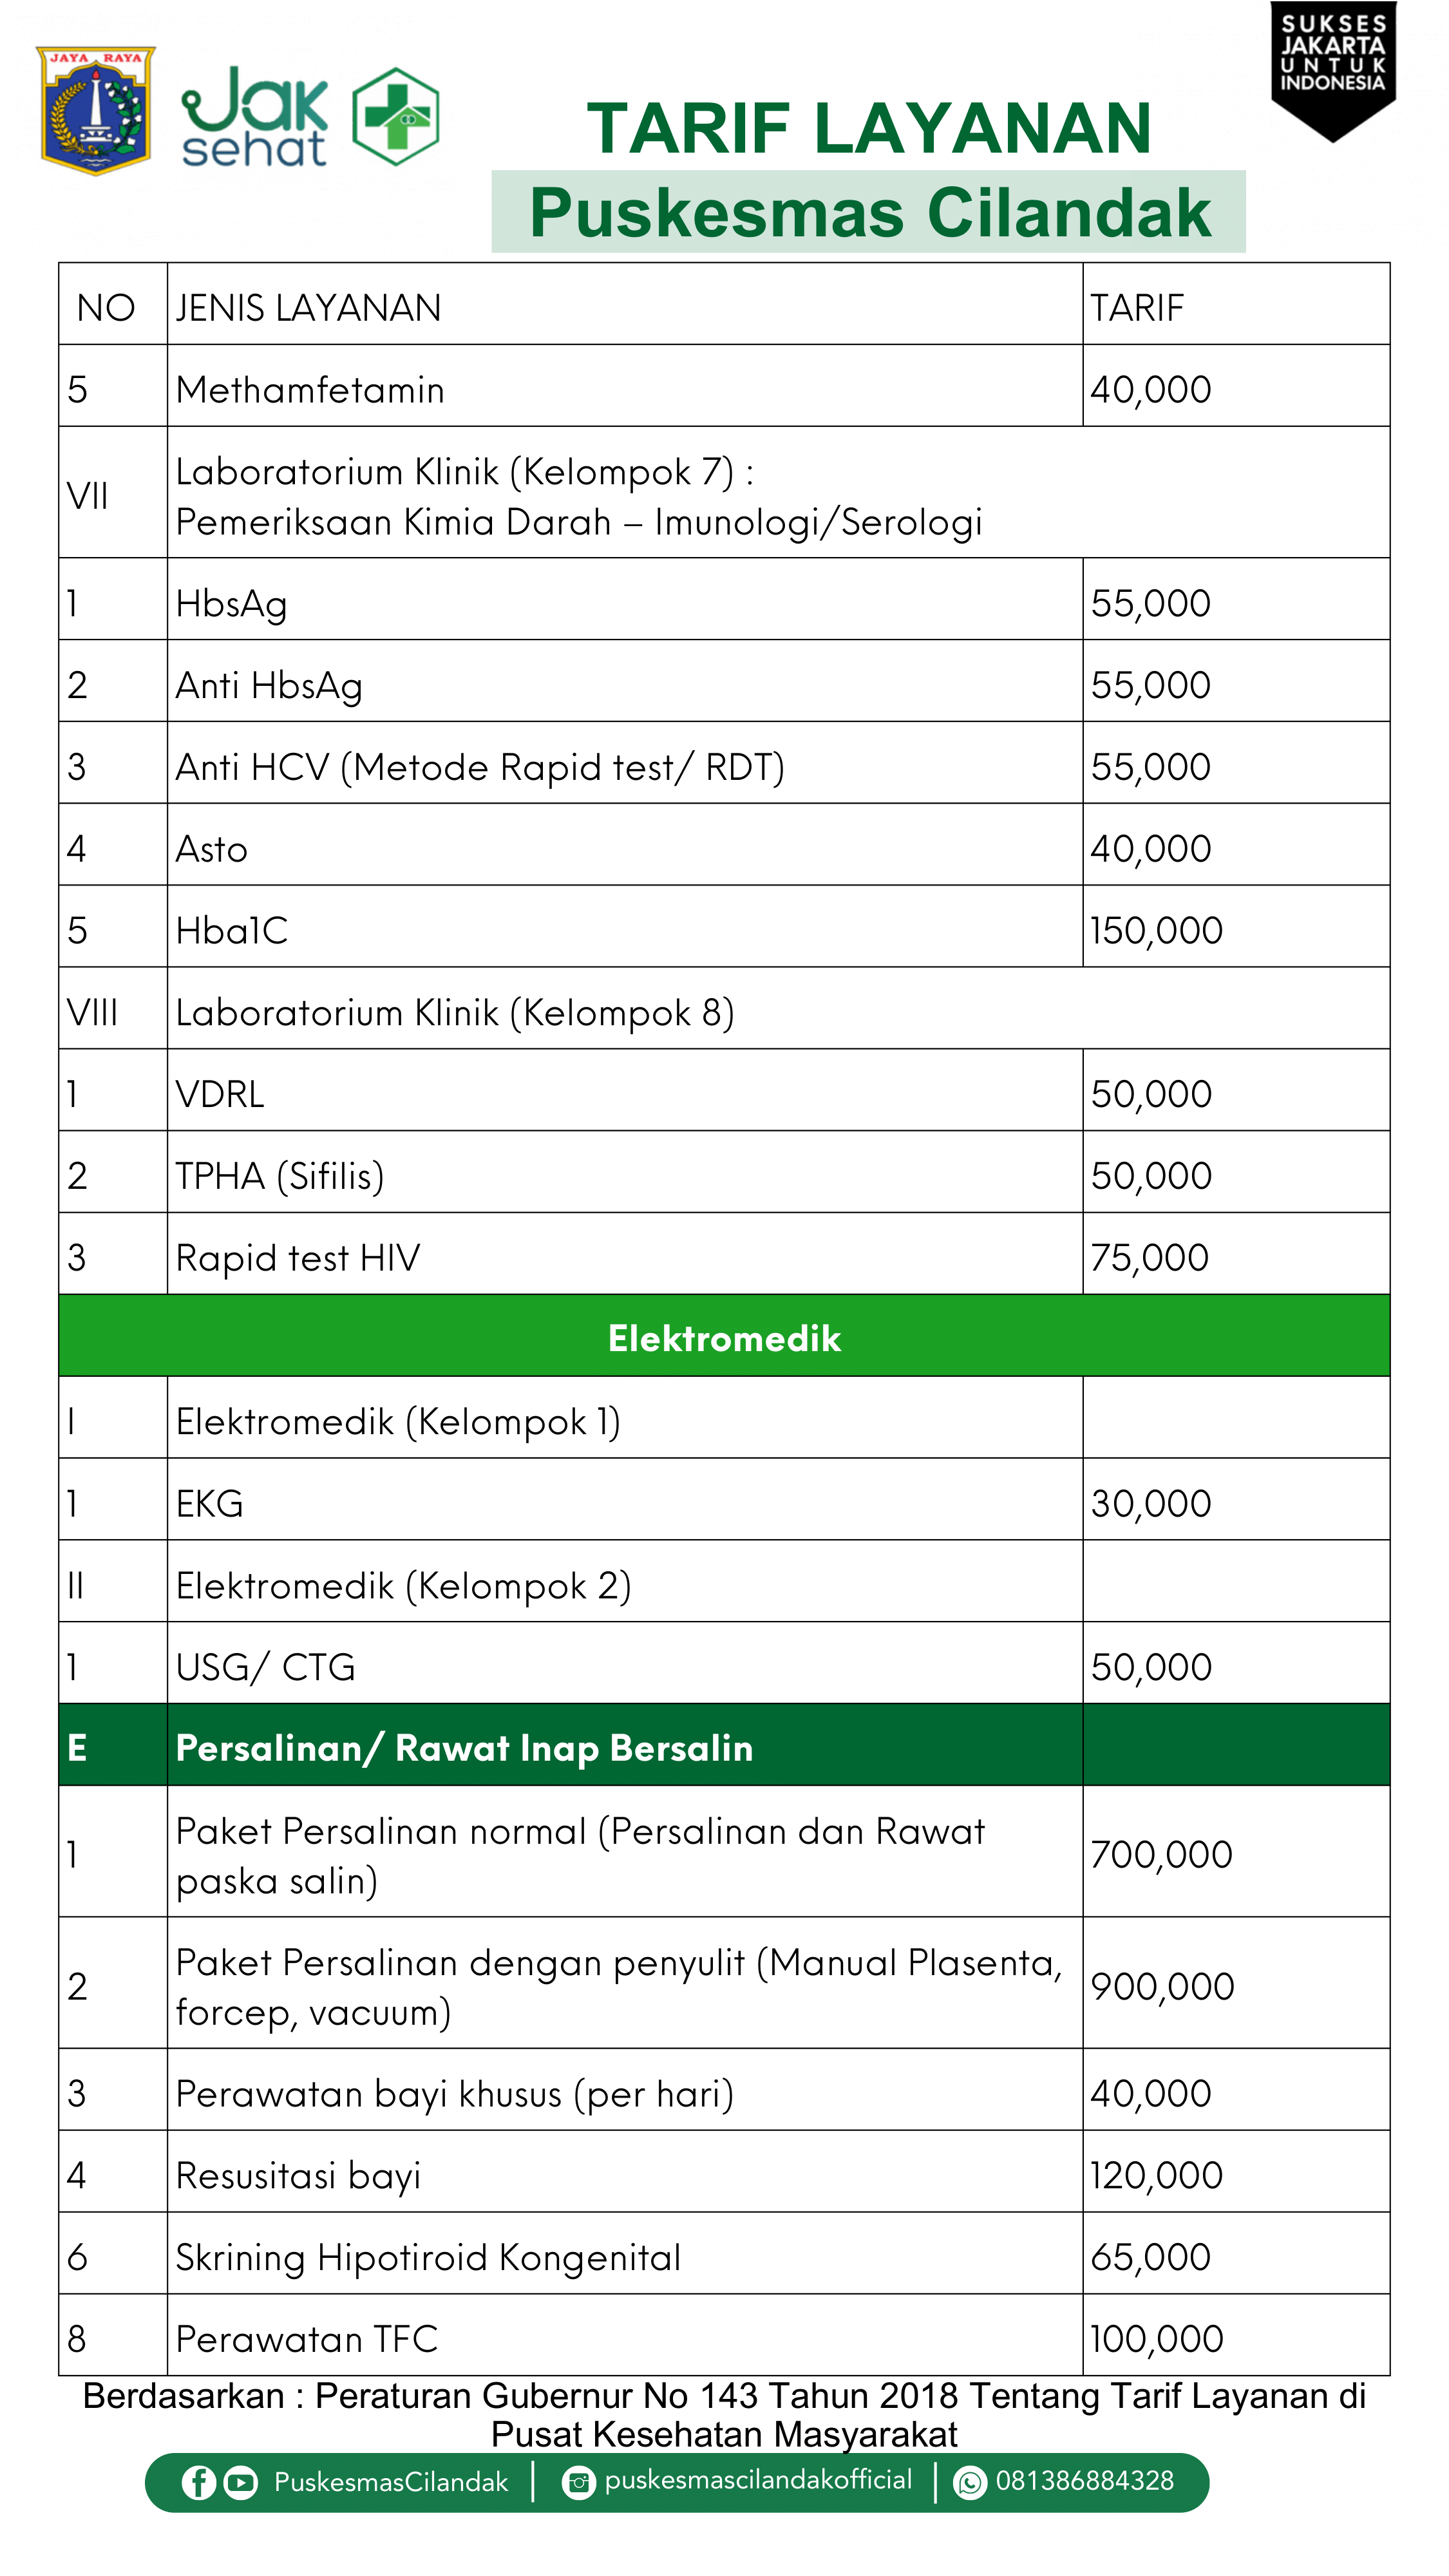 JAYA RAYA
Jak
sehat
SUKSES
JAKARTA
UNTUK
INDONESIA
TARIF LAYANAN
Puskesmas Cilandak
NO JENIS LAYANAN TARIF
5 Methamfetamin 40,000
VII Laboratorium Klinik (Kelompok 7) :
Pemeriksaan Kimia Darah – Imunologi/Serologi
1 HbsAg 55,000
2 Anti HbsAg 55,000
3 Anti HCV (Metode Rapid test/ RDT) 55,000
4 Asto 40,000
5 Hba1C 150,000
VIII Laboratorium Klinik (Kelompok 8)
1 VDRL 50,000
2 TPHA (Sifilis) 50,000
3 Rapid test HIV 75,000
Elektromedik
I Elektromedik (Kelompok 1)
1 EKG 30,000
II Elektromedik (Kelompok 2)
1 USG/ CTG 50,000
E Persalinan/ Rawat Inap Bersalin
1 Paket Persalinan normal (Persalinan dan Rawat
paska salin) 700,000
2 Paket Persalinan dengan penyulit (Manual Plasenta,
forcep, vacuum) 900,000
3 Perawatan bayi khusus (per hari) 40,000
4 Resusitasi bayi 120,000
6 Skrining Hipotiroid Kongenital 65,000
8 Perawatan TFC 100,000
Berdasarkan : Peraturan Gubernur No 143 Tahun 2018 Tentang Tarif Layanan di
Pusat Kesehatan Masyarakat
PuskesmasCilandak | puskesmascilandakofficial | 081386884328